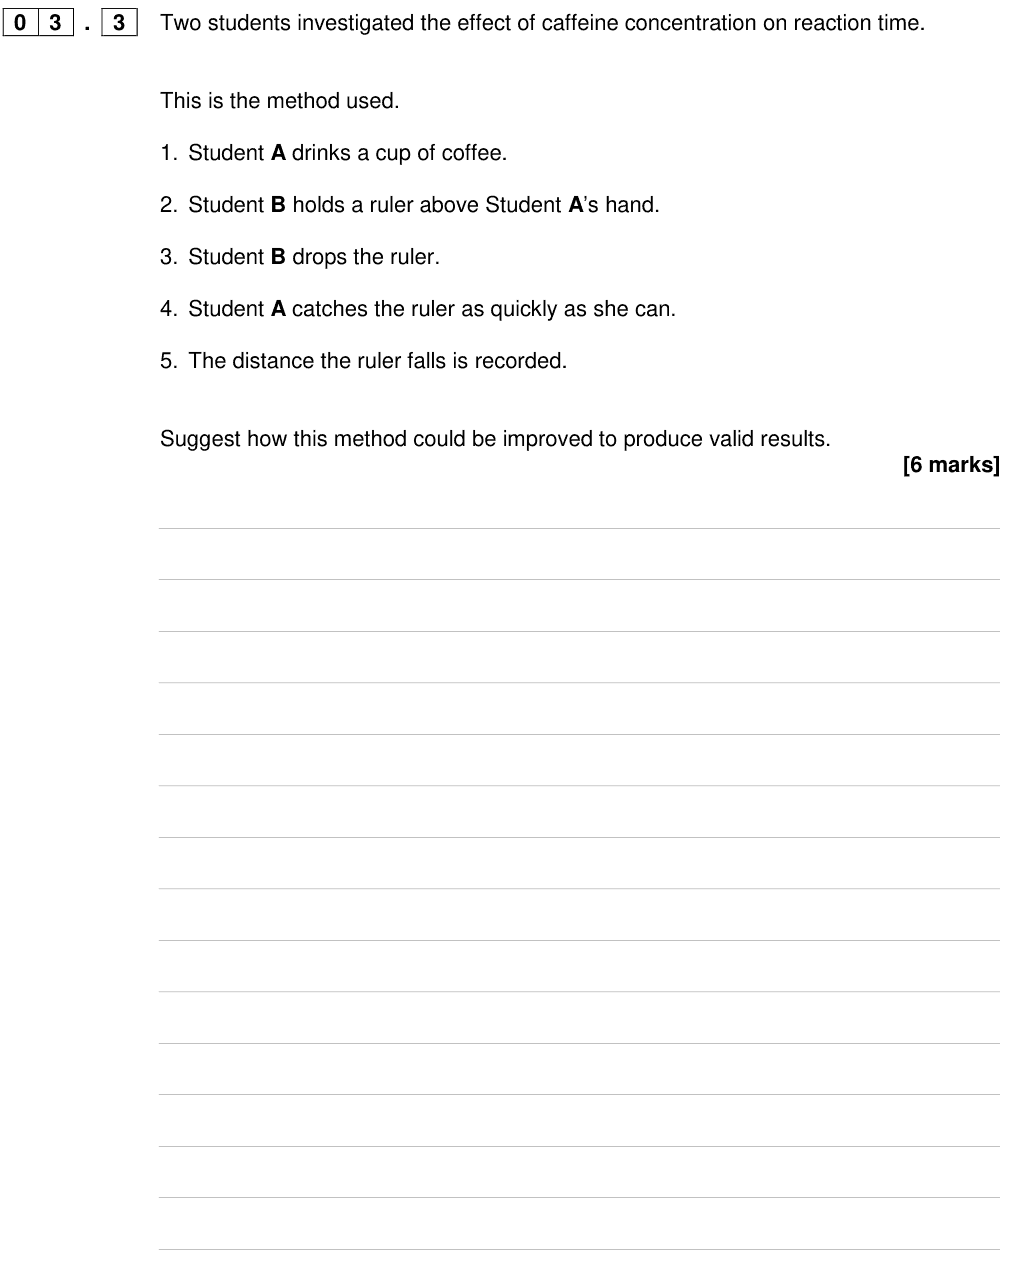 0 3 . 3 Two students investigated the effect of caffeine concentration on reaction time.
This is the method used.
1. Student A drinks a cup of coffee.
2. Student B holds a ruler above Student A's hand.
3. Student B drops the ruler.
4. Student A catches the ruler as quickly as she can.
5. The distance the ruler falls is recorded.
Suggest how this method could be improved to produce valid results.
[6 marks]